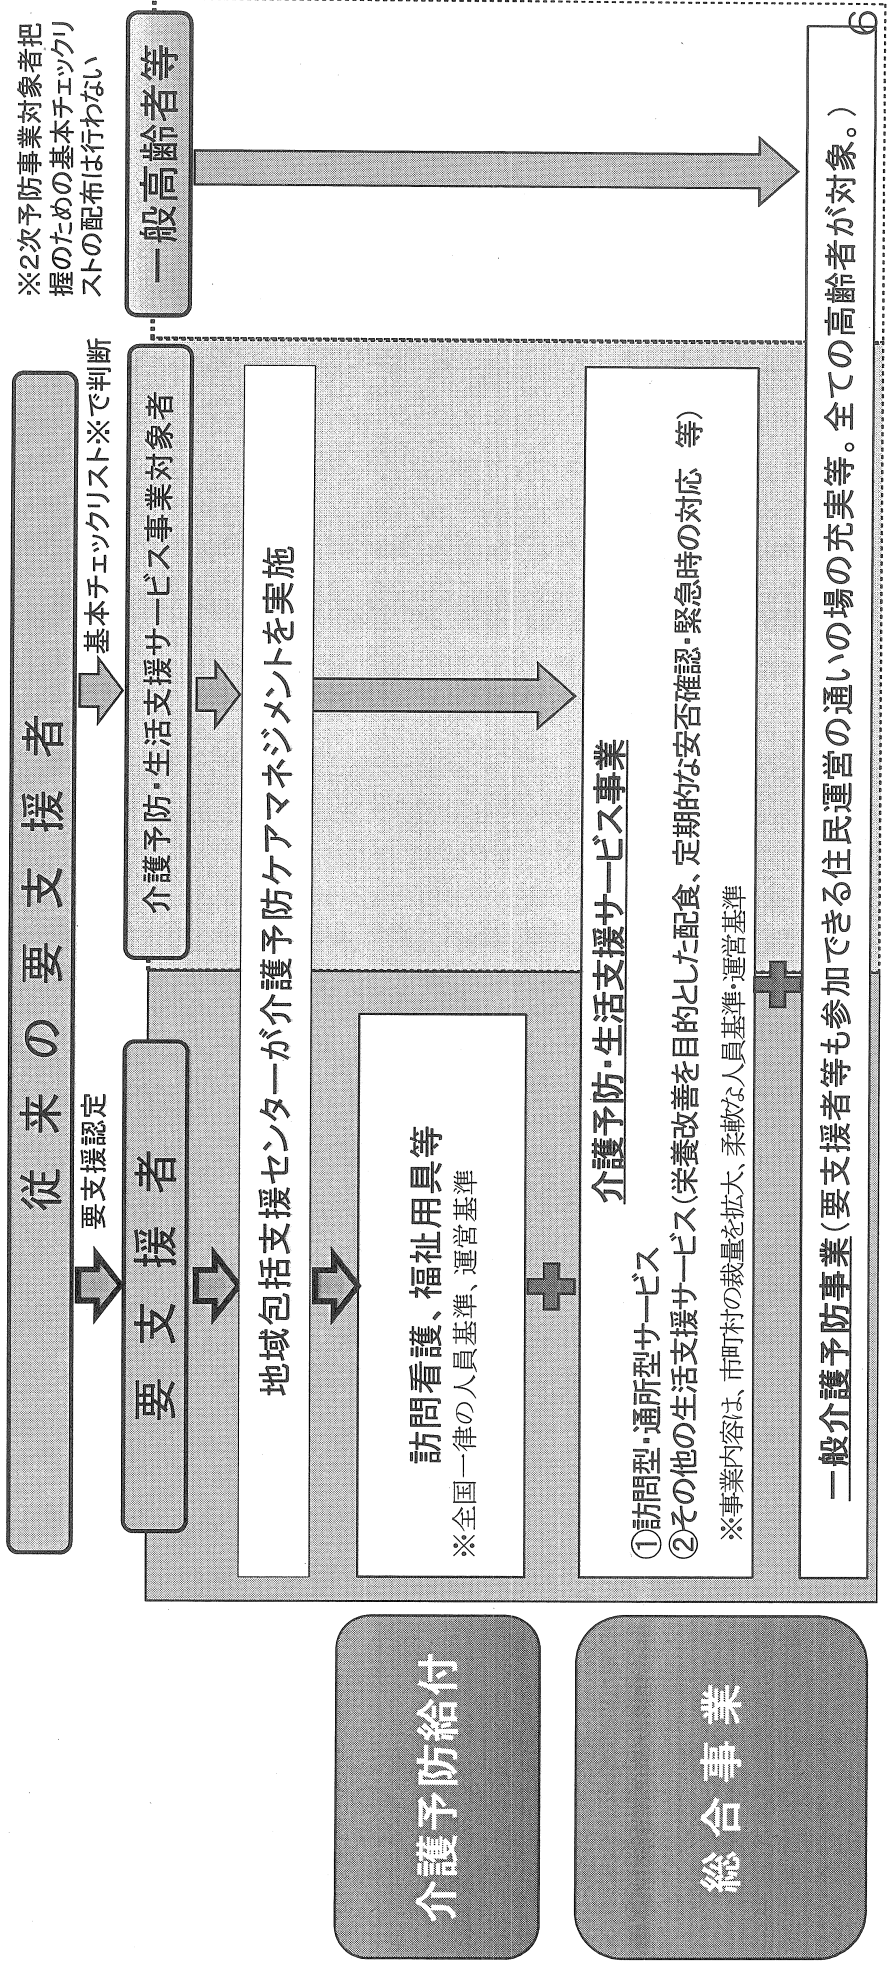 従来の要支援者
要支援認定
基本チェックリスト※で判断
※2次予防事業対象者把
握のための基本チェックリ
ストの配布は行わない
要支援者
介護予防・生活支援サービス事業対象者
一般高齢者等
地域包括支援センターが介護予防ケアマネジメントを実施
介護予防給付
訪問看護、福祉用具等
※全国一律の人員基準、運営基準
総合事業
介護予防・生活支援サービス事業
①訪問型・通所型サービス
②その他の生活支援サービス(栄養改善を目的とした配食、定期的な安否確認・緊急時の対応 等)
※事業内容は、市町村の裁量を拡大、柔軟な人員基準・運営基準
一般介護予防事業(要支援者等も参加できる住民運営の通いの場の充実等。全ての高齢者が対象。)
6